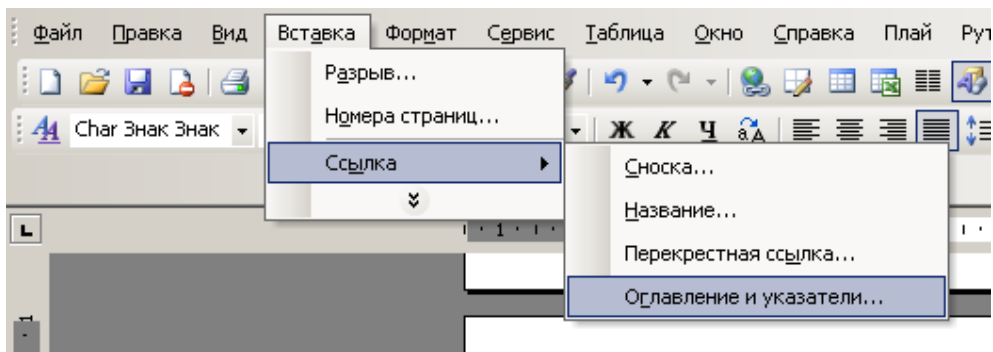 Файл Правка Вид Вставка Формат Сервис Таблица Окно Справка Плай Рут
Разрыв...
Номера страниц...
Char Знак Знак Ж К Ч
Ссылка
Сноска...
Название...
1
Перекрестная ссылка...
Оглавление и указатели...